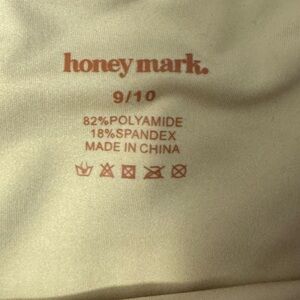 honey mark.
9/10
82%POLYAMIDE
18%SPANDEX
MADE IN CHINA